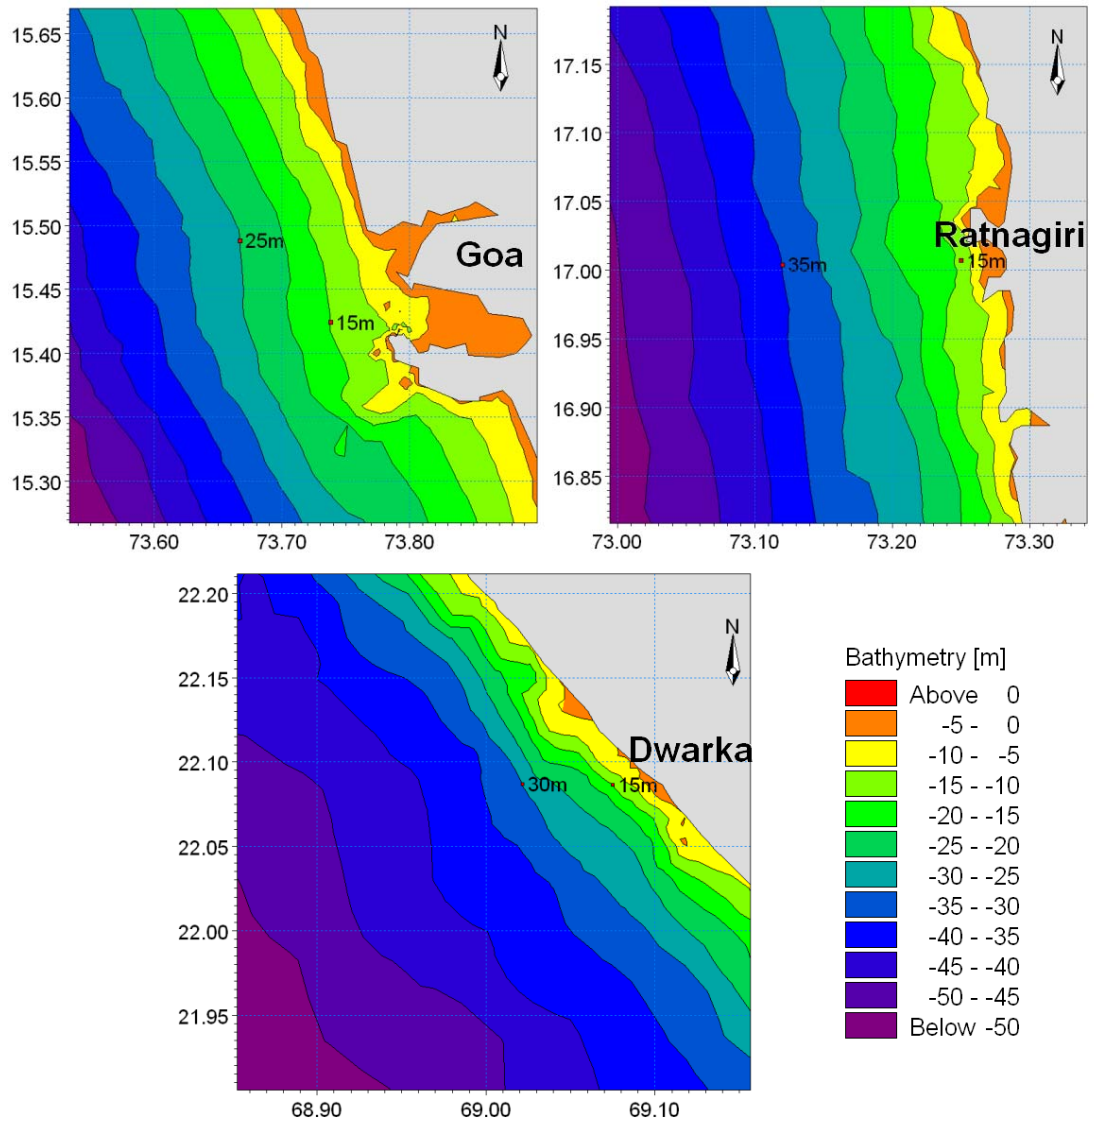 15.65
15.60
15.55
15.50
15.45
15.40
15.35
15.30
73.60 73.70 73.80
N
25m
Goa
15m
17.15
17.10
17.05
17.00
16.95
16.90
16.85
73.00 73.10 73.20 73.30
N
Ratnagiri
35m
15m
22.20
22.15
22.10
22.05
22.00
21.95
68.90 69.00 69.10
N
Dwarka
30m
15m
Bathymetry [m]
Above 0
-5 - 0
-10 - -5
-15 - -10
-20 - -15
-25 - -20
-30 - -25
-35 - -30
-40 - -35
-45 - -40
-50 - -45
Below -50